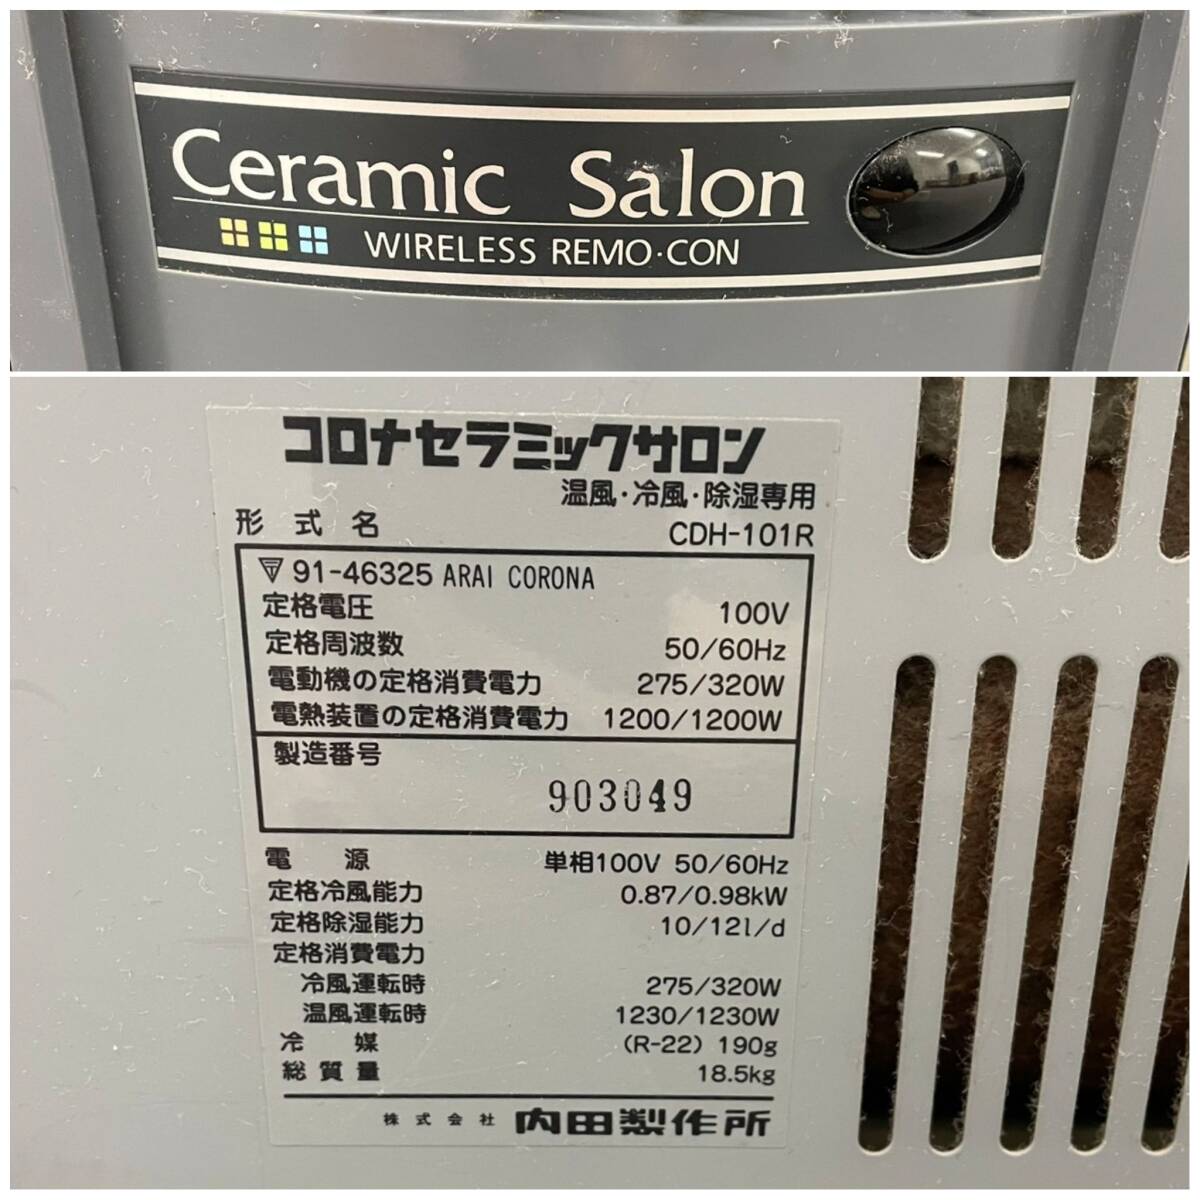 Ceramic Salon
WIRELESS REMO·CON
コロナセラミックサロン
温風・冷風・除湿専用
形式名 CDH-101R
91-46325 ARAI CORONA
定格電圧 100V
定格周波数 50/60Hz
電動機の定格消費電力 275/320W
電熱装置の定格消費電力 1200/1200W
製造番号
903049
電源 単相100V 50/60Hz
定格冷風能力 0.87/0.98kW
定格除湿能力 10/12l/d
定格消費電力
冷風運転時 275/320W
温風運転時 1230/1230W
冷媒 (R-22) 190g
総質量 18.5kg
株式会社 内田製作所